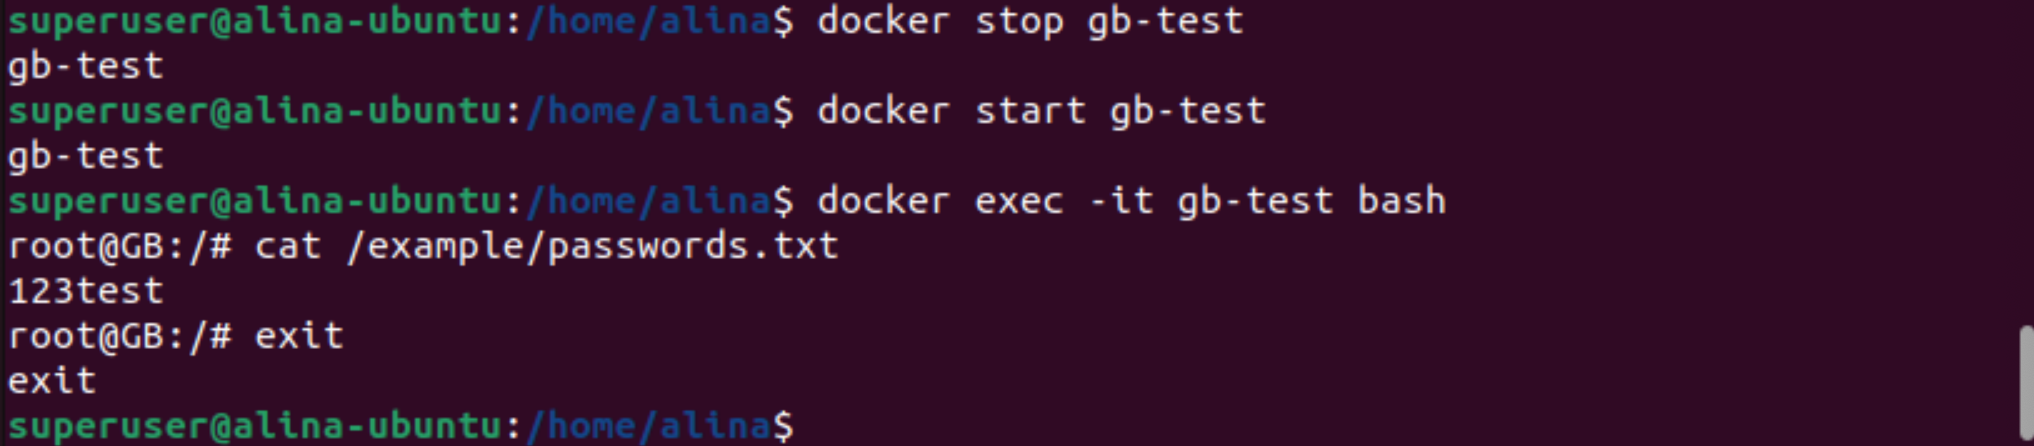 superuser@alina-ubuntu:/home/alina$ docker stop gb-test
gb-test
superuser@alina-ubuntu:/home/alina$ docker start gb-test
gb-test
superuser@alina-ubuntu:/home/alina$ docker exec -it gb-test bash
root@GB:/# cat /example/passwords.txt
123test
root@GB:/# exit
exit
superuser@alina-ubuntu:/home/alina$